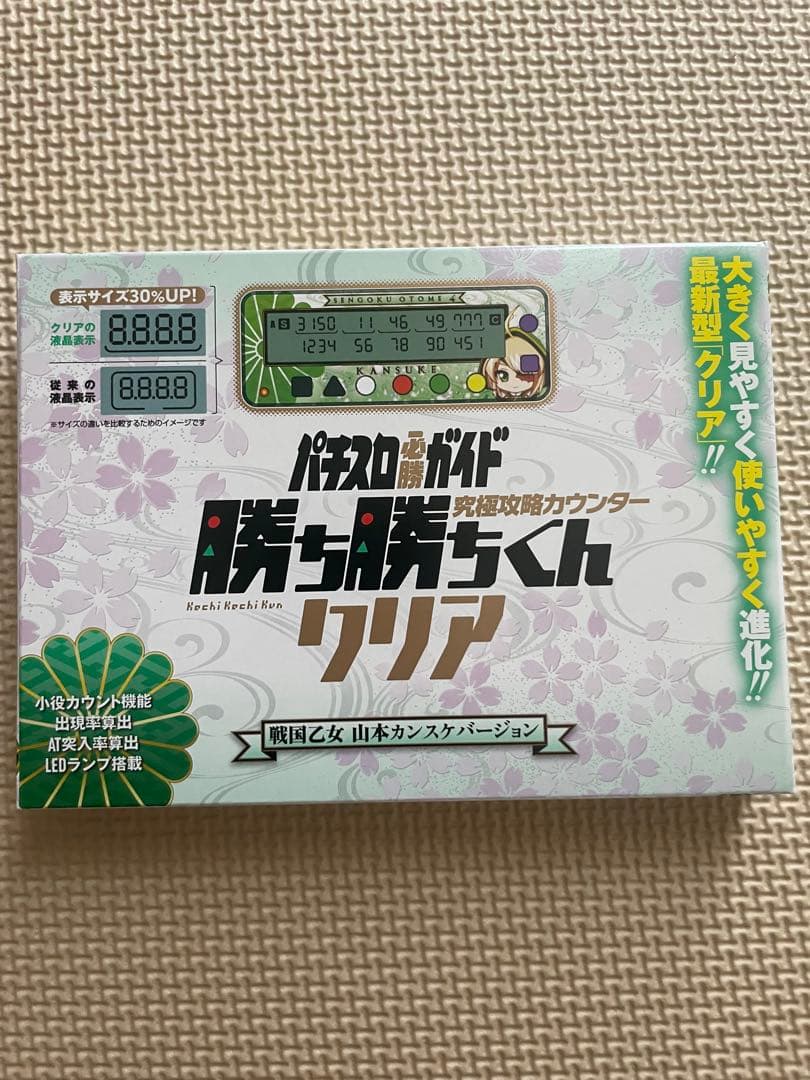 表示サイズ30%UP!
クリアの
液晶表示
8.8.8.8
従来の
液晶表示
8.8.8.8
※サイズの違いを比較するためのイメージです
SENGOKU OTOME 4
A S 3150 11 46 49 777 C
1234 56 78 90 451
KANSUKE
大きく見やすく使いやすく進化!!
最新型「クリア」!!
パチスロ必勝ガイド
究極攻略カウンター
勝ち勝ちくん
Kachi Kachi Kun
クリア
小役カウント機能
出現率算出
AT突入率算出
LEDランプ搭載
戦国乙女 山本カンスケバージョン